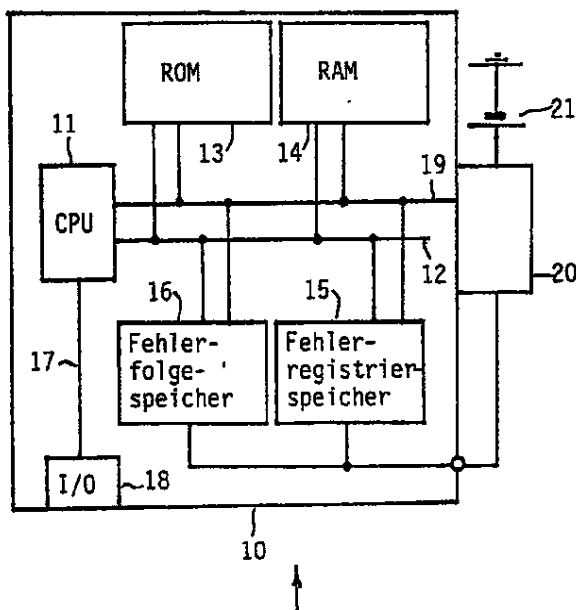 ROM
RAM
21
11
13
14
19
CPU
12
20
16
15
Fehler-
folge-
speicher
Fehler-
registrier-
speicher
17
I/O
18
10